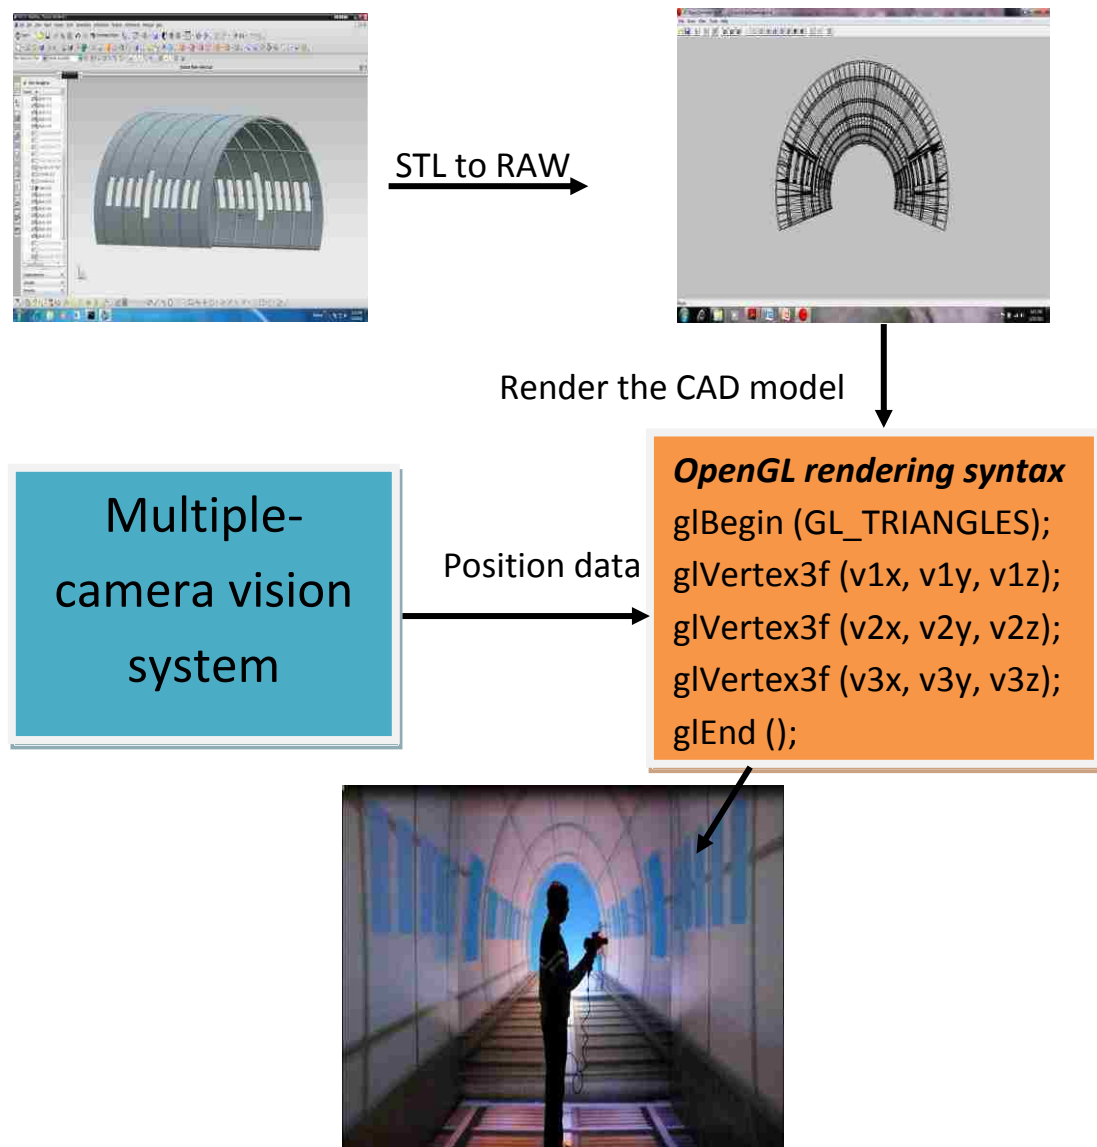 STL to RAW
Render the CAD model
Multiple-
camera vision
system
Position data
OpenGL rendering syntax
glBegin (GL_TRIANGLES);
glVertex3f (v1x, v1y, v1z);
glVertex3f (v2x, v2y, v2z);
glVertex3f (v3x, v3y, v3z);
glEnd ();